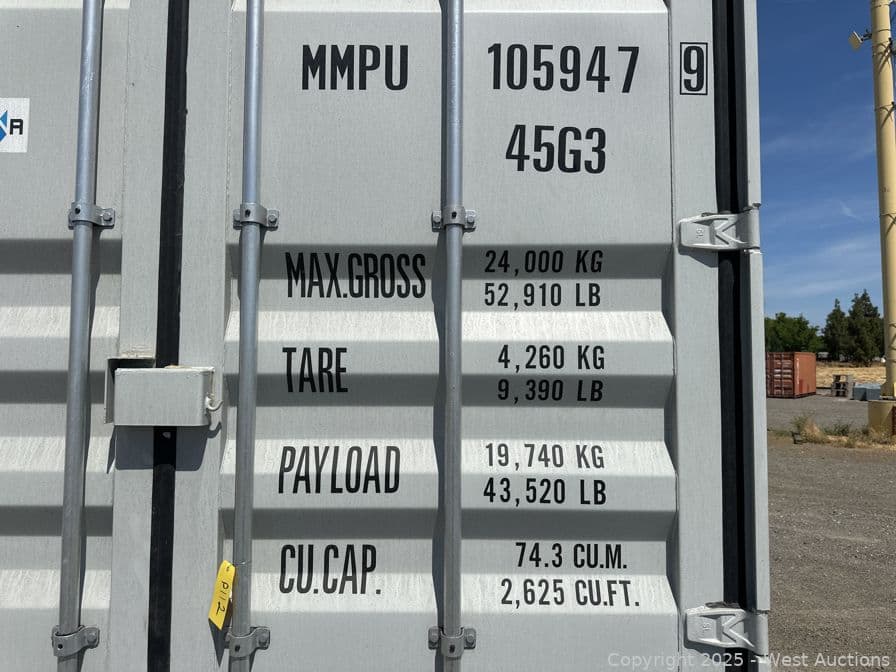 MMPU 105947 9
45G3
MAX.GROSS 24,000 KG
52,910 LB
TARE 4,260 KG
9,390 LB
PAYLOAD 19,740 KG
43,520 LB
CU.CAP. 74.3 CU.M.
2,625 CU.FT.
P112
Copyright 2025 - West Auctions